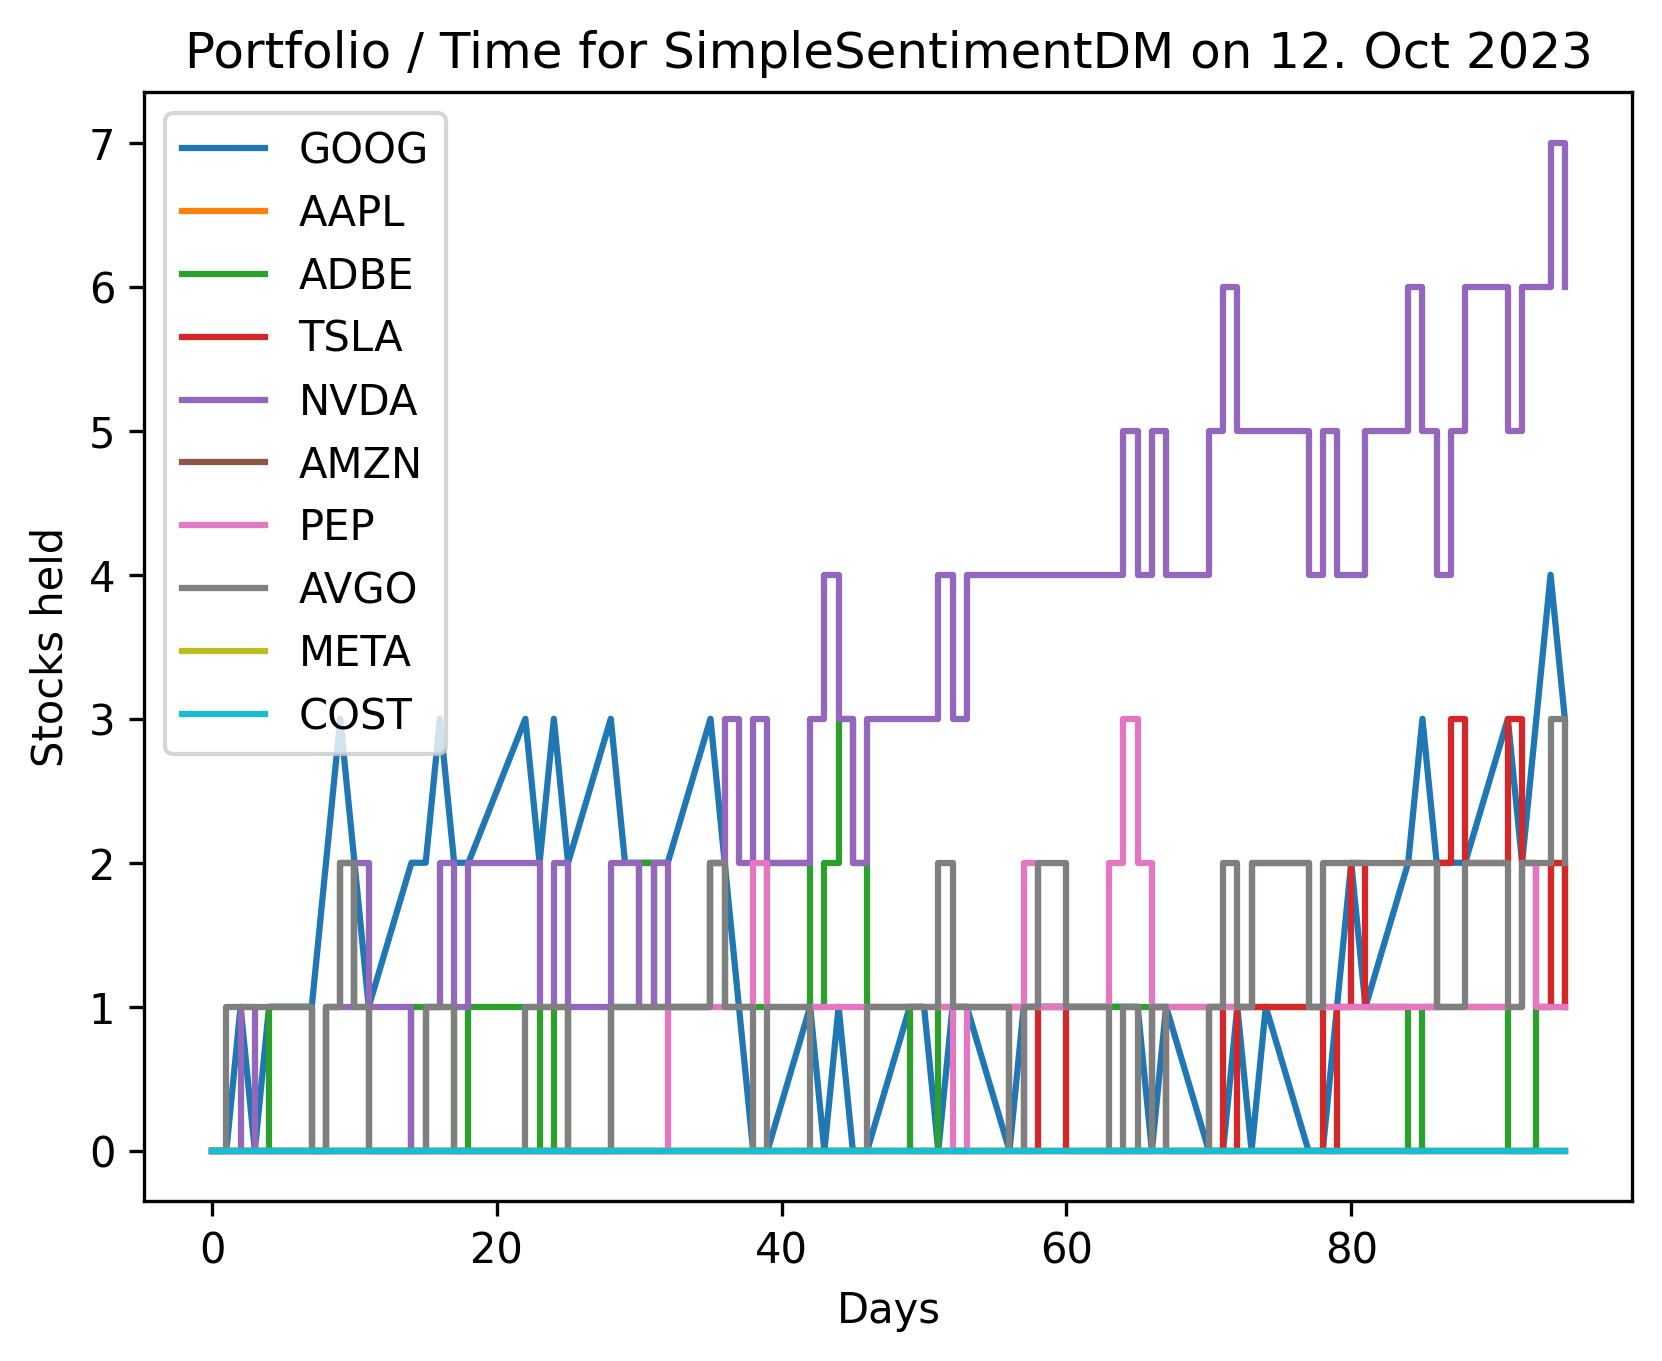 Portfolio / Time for SimpleSentimentDM on 12. Oct 2023
7
6
5
4
3
2
1
0
Stocks held
GOOG
AAPL
ADBE
TSLA
NVDA
AMZN
PEP
AVGO
META
COST
0 20 40 60 80
Days